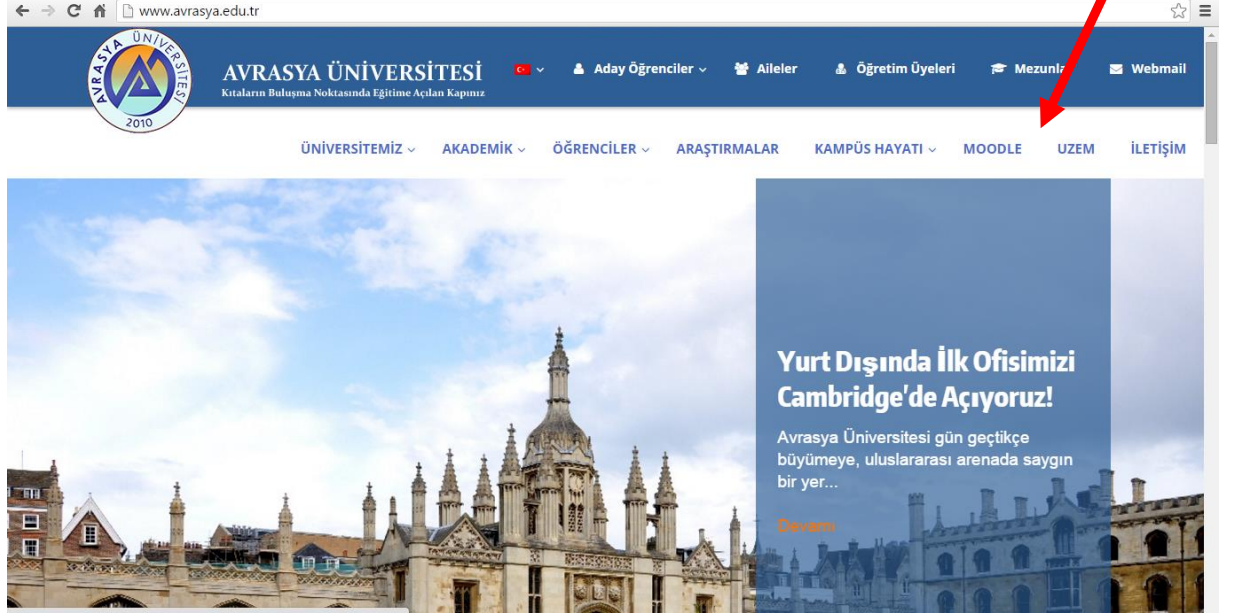 www.avrasya.edu.tr
AVRASYA ÜNİVERSİTESİ
2010
AVRASYA ÜNİVERSİTESİ
Kıtaların Buluşma Noktasında Eğitime Açılan Kapınız
Aday Öğrenciler
Aileler
Öğretim Üyeleri
Webmail
ÜNİVERSİTEMİZ
AKADEMİK
ÖĞRENCİLER
ARAŞTIRMALAR
KAMPÜS HAYATI
MOODLE
UZEM
İLETİŞİM
Yurt Dışında İlk Ofisimizi
Cambridge'de Açıyoruz!
Avrasya Üniversitesi gün geçtikçe
büyümeye, uluslararası arenada saygın
bir yer...
Devamı